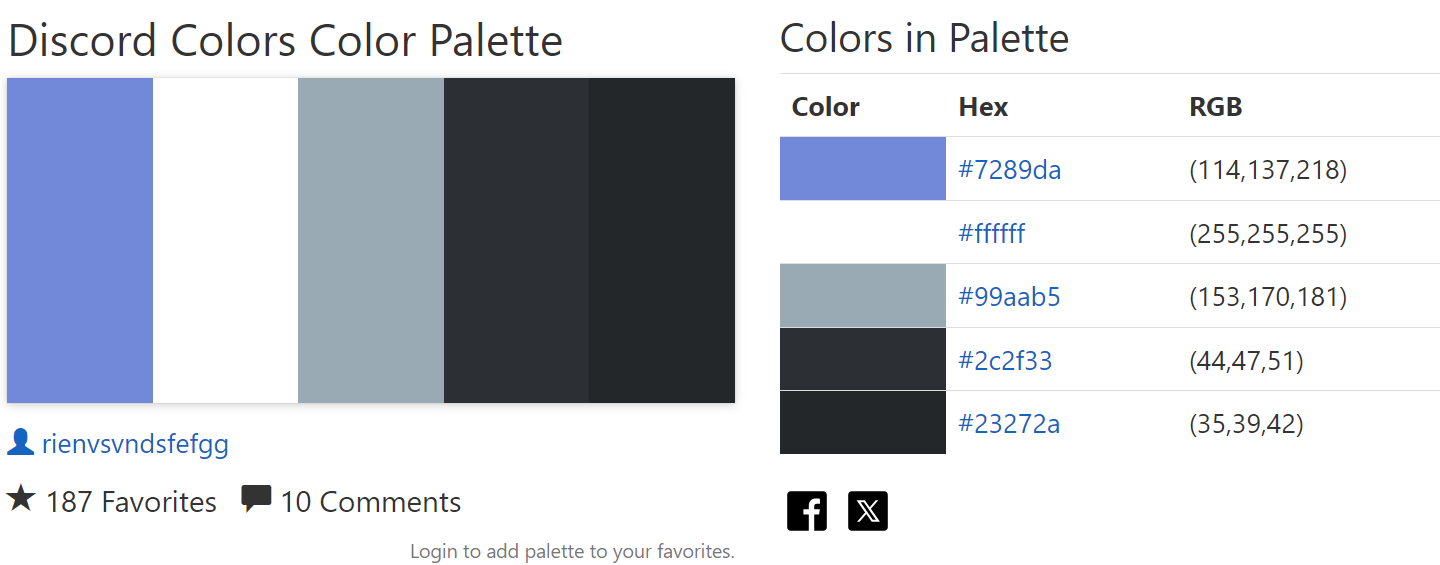 Discord Colors Color Palette
rienvsvndsfefgg
187 Favorites 10 Comments
Login to add palette to your favorites.
Colors in Palette
Color Hex RGB
#7289da (114,137,218)
#ffffff (255,255,255)
#99aab5 (153,170,181)
#2c2f33 (44,47,51)
#23272a (35,39,42)